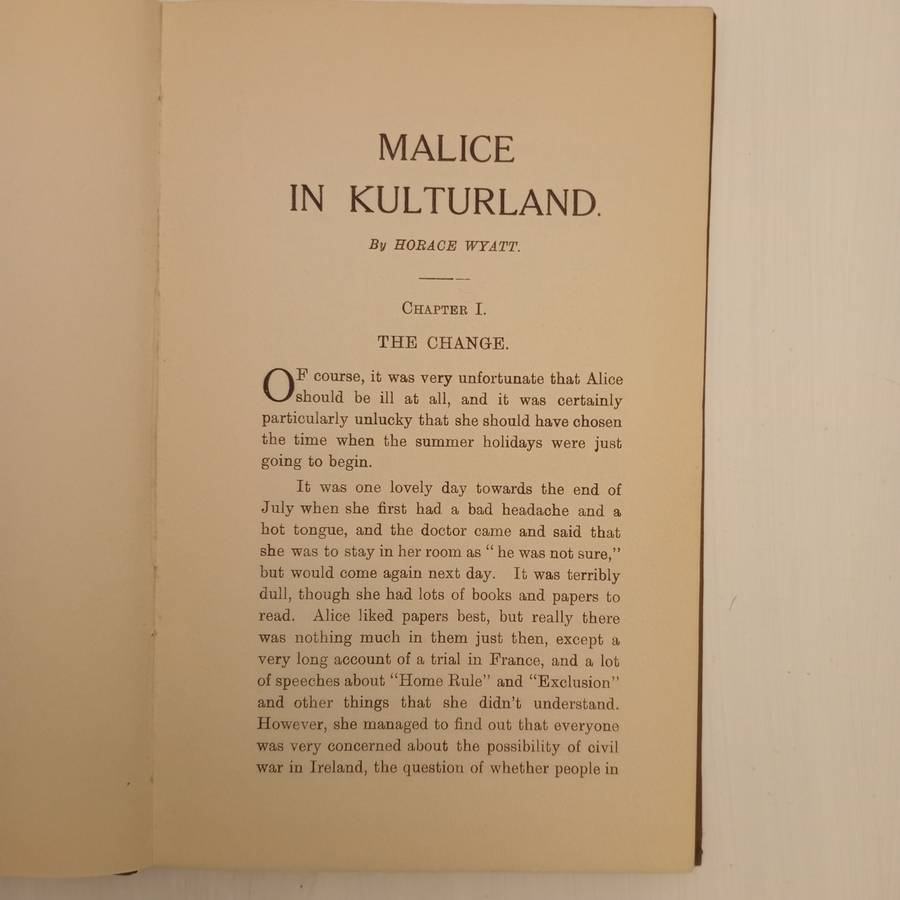 MALICE
IN KULTURLAND.
By HORACE WYATT.
CHAPTER I.
THE CHANGE.
OF course, it was very unfortunate that Alice
should be ill at all, and it was certainly
particularly unlucky that she should have chosen
the time when the summer holidays were just
going to begin.
It was one lovely day towards the end of
July when she first had a bad headache and a
hot tongue, and the doctor came and said that
she was to stay in her room as " he was not sure,"
but would come again next day. It was terribly
dull, though she had lots of books and papers to
read. Alice liked papers best, but really there
was nothing much in them just then, except a
very long account of a trial in France, and a lot
of speeches about "Home Rule" and "Exclusion"
and other things that she didn't understand.
However, she managed to find out that everyone
was very concerned about the possibility of civil
war in Ireland, the question of whether people in